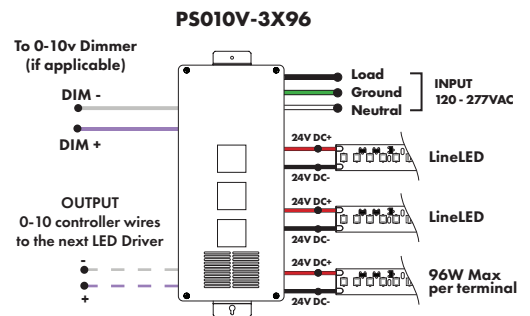 PS010V-3X96
To 0-10v Dimmer
(if applicable)
DIM -
DIM +
OUTPUT
0-10 controller wires
to the next LED Driver
-
+
Load
Ground
Neutral
INPUT
120 - 277VAC
24V DC+
24V DC-
LineLED
24V DC+
24V DC-
LineLED
24V DC+
24V DC-
96W Max
per terminal